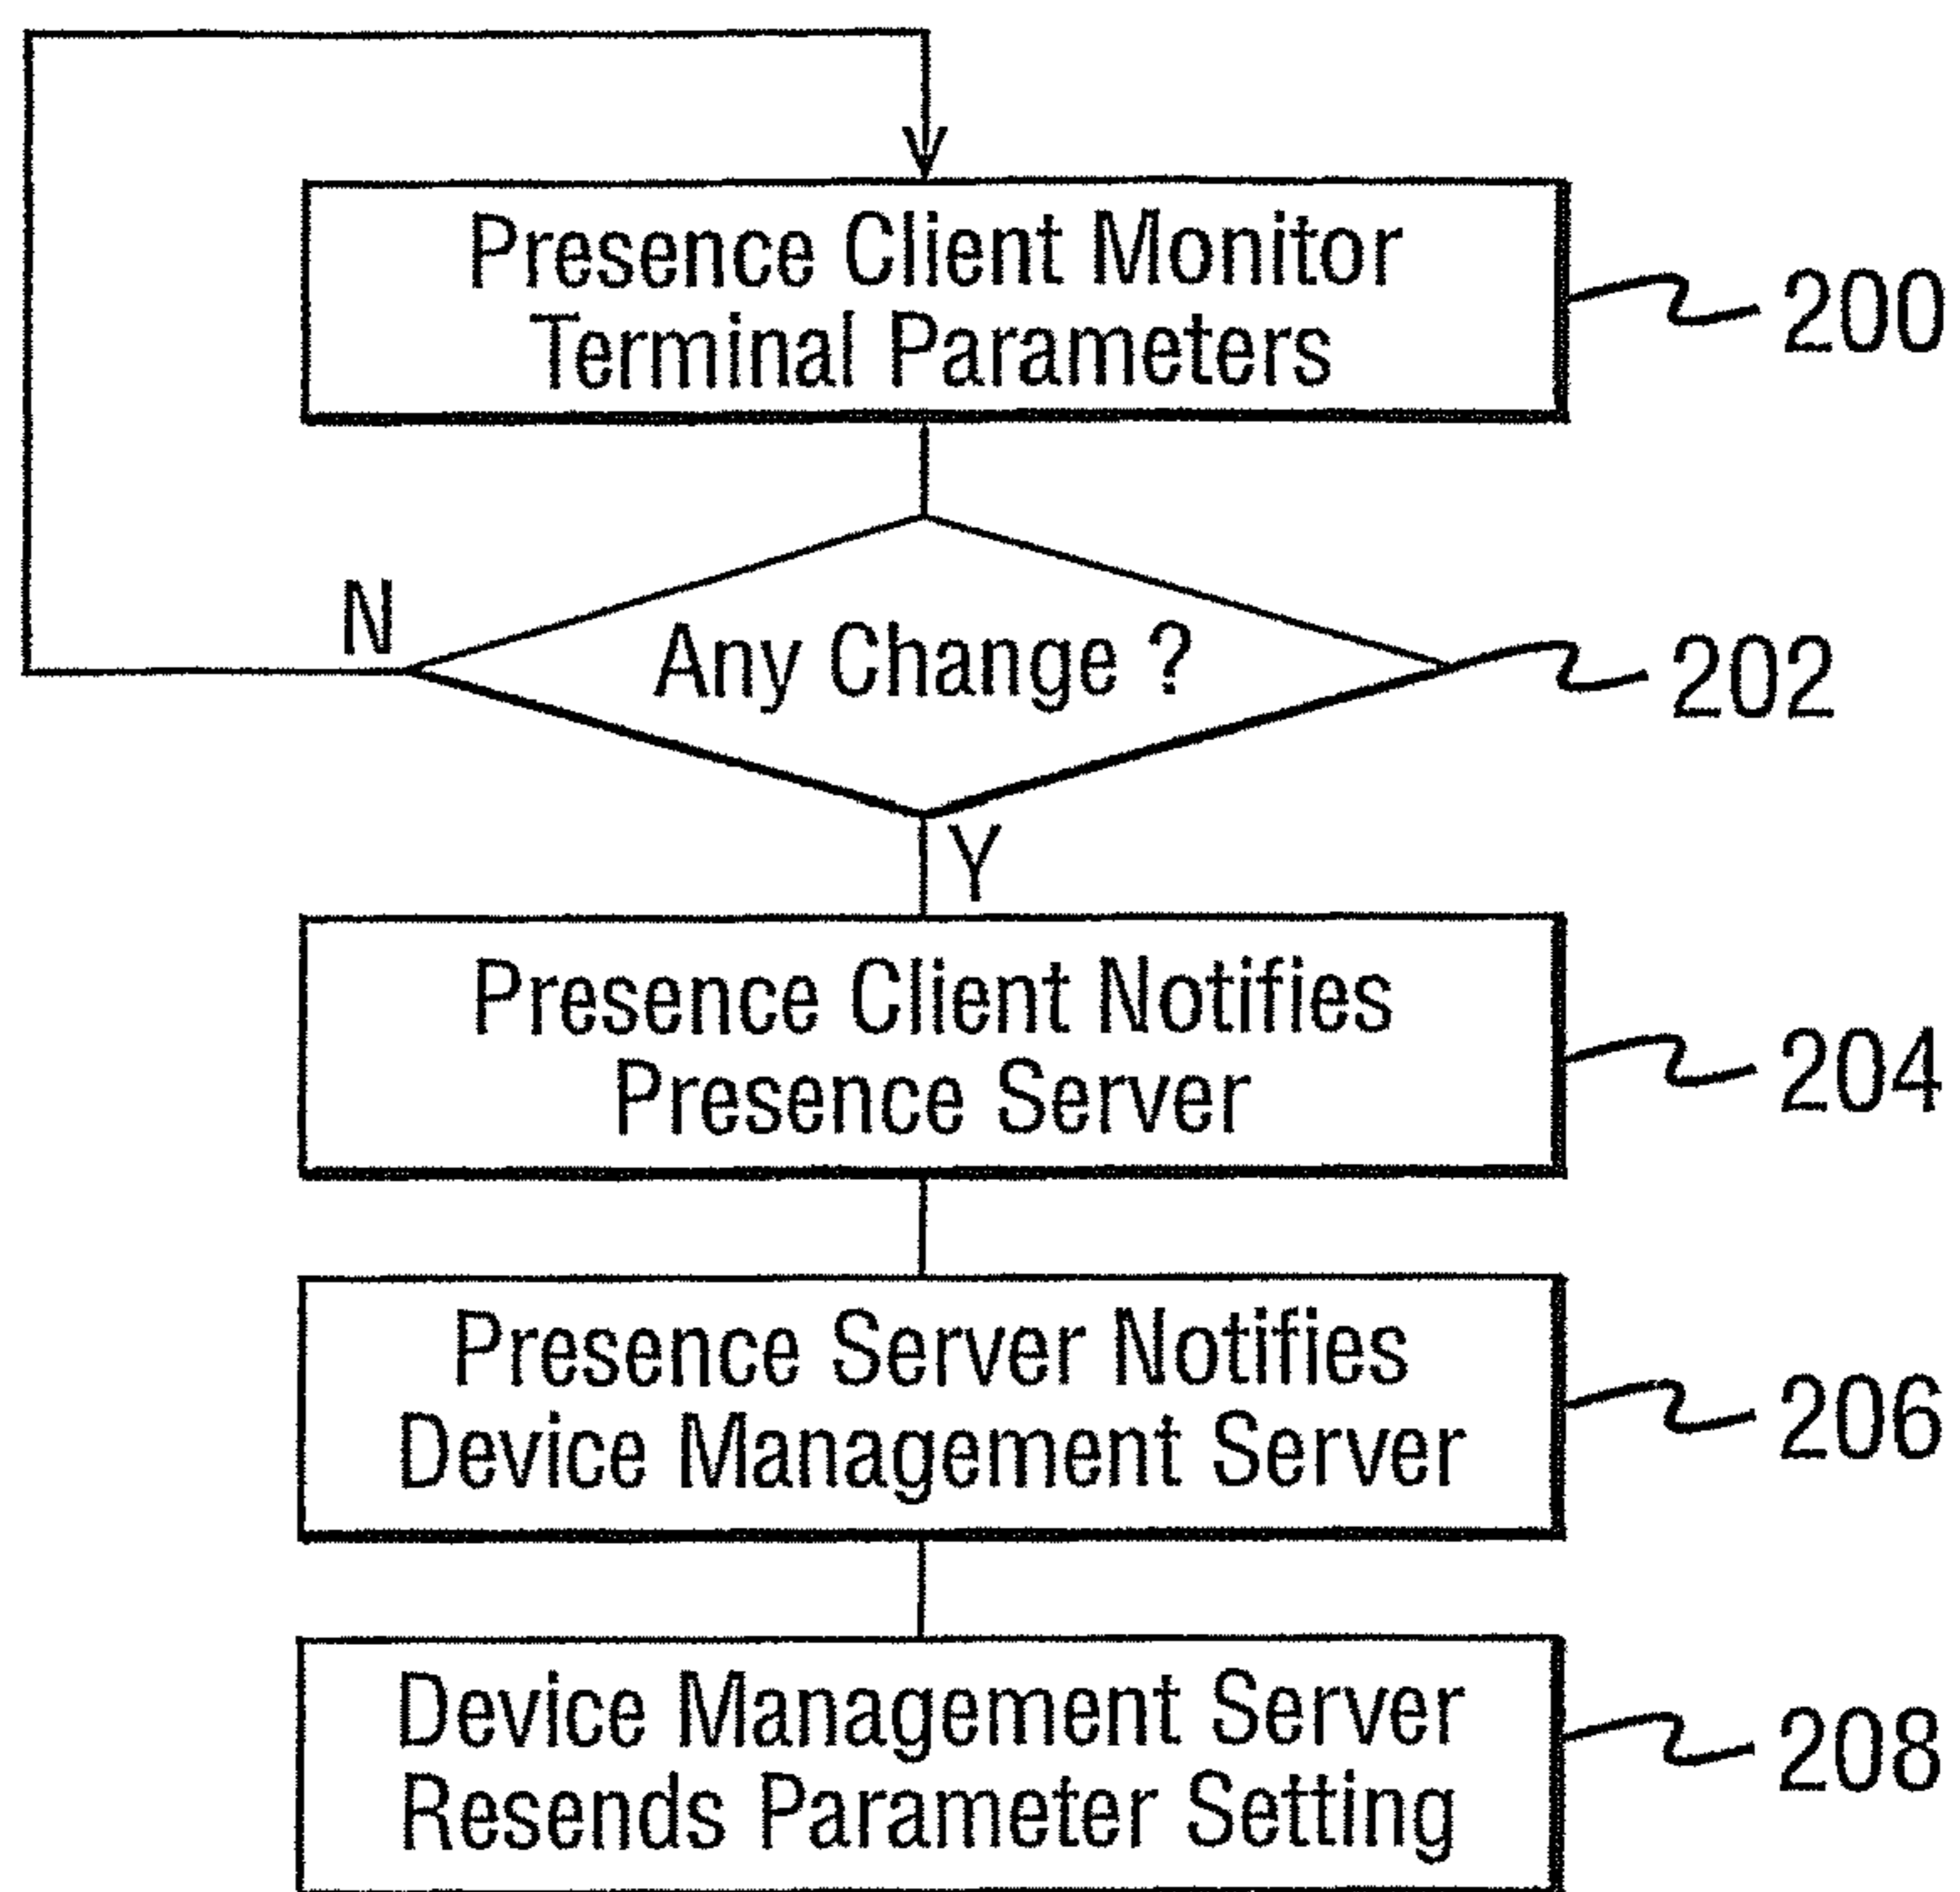 Presence Client Monitor
Terminal Parameters
200
N
Any Change ?
202
Y
Presence Client Notifies
Presence Server
204
Presence Server Notifies
Device Management Server
206
Device Management Server
Resends Parameter Setting
208